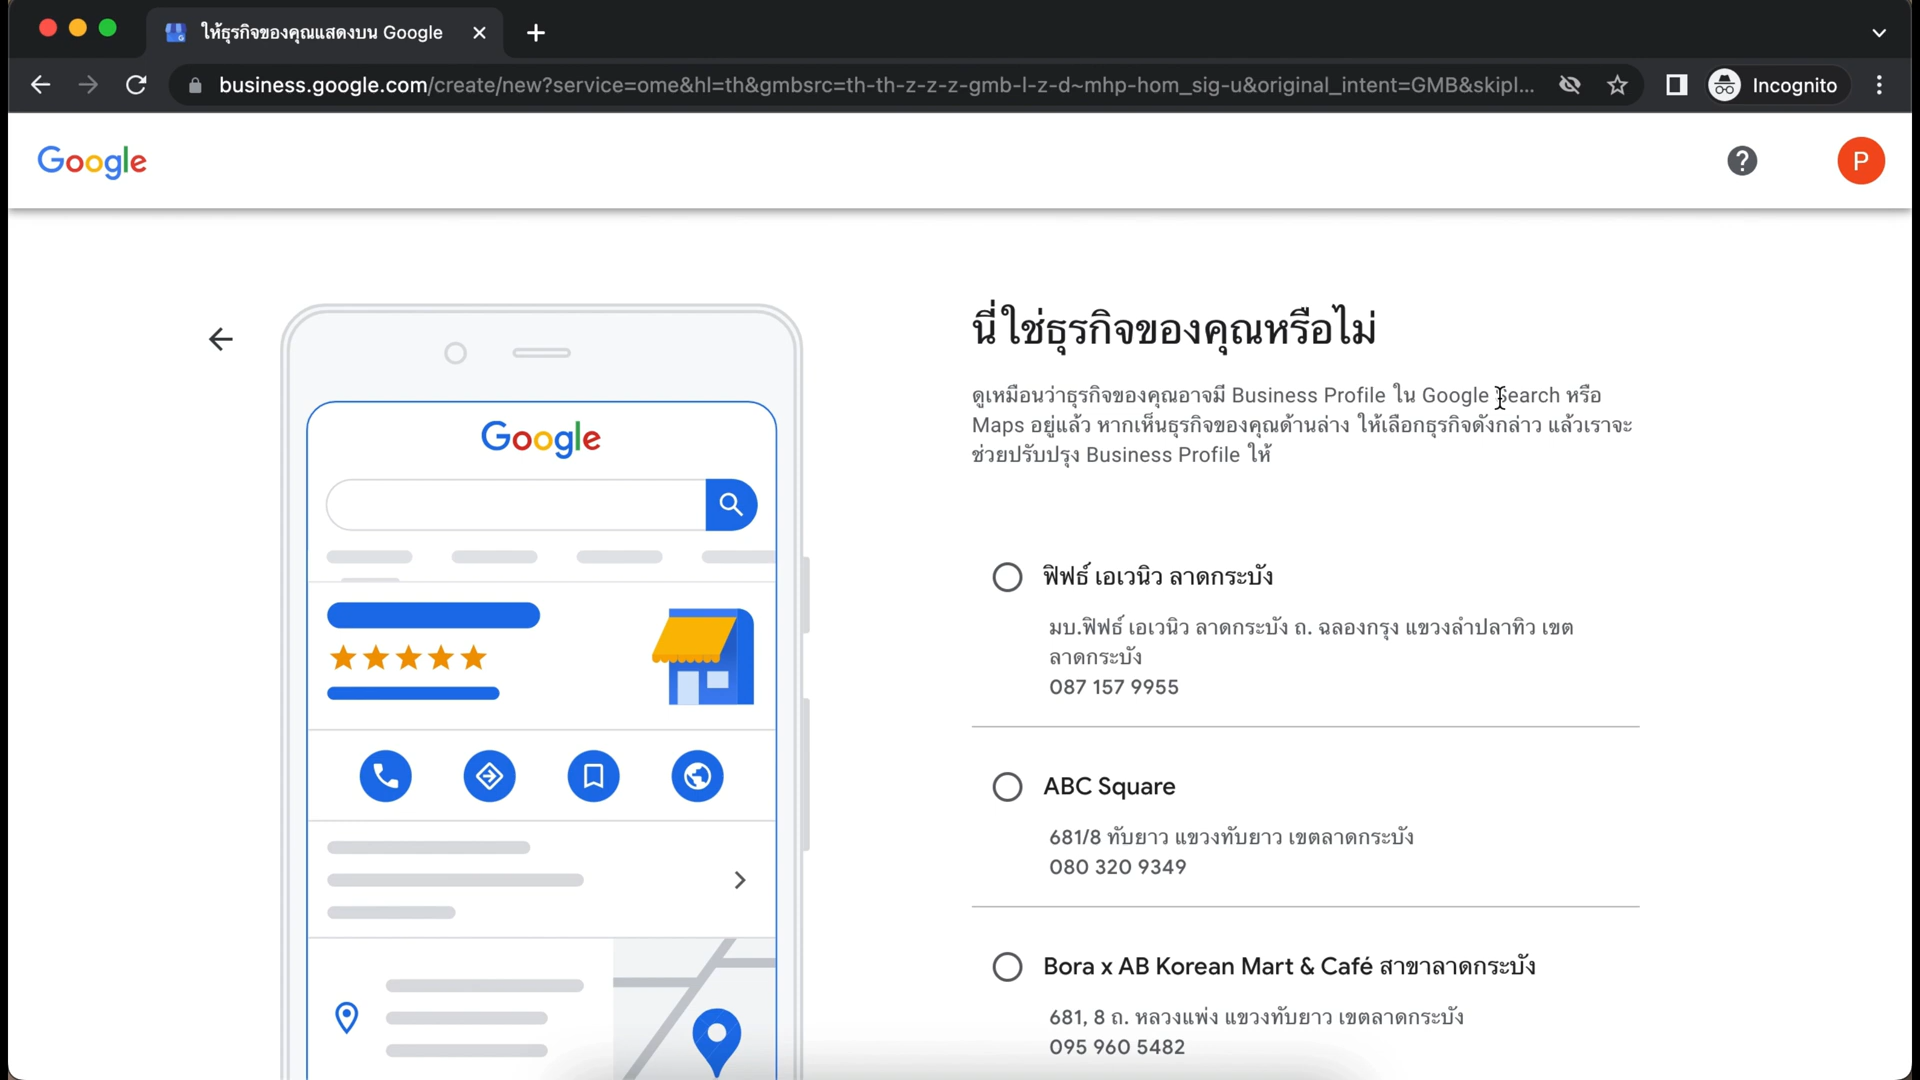 ให้ธุรกิจของคุณแสดงบน Google
business.google.com/create/new?service=ome&hl=th&gmbsrc=th-th-z-z-z-gmb-l-z-d~mhp-hom_sig-u&original_intent=GMB&skipl...
Incognito
Google
P
นี่ใช่ธุรกิจของคุณหรือไม่
ดูเหมือนว่าธุรกิจของคุณอาจมี Business Profile ใน Google Search หรือ
Maps อยู่แล้ว หากเห็นธุรกิจของคุณด้านล่าง ให้เลือกธุรกิจดังกล่าว แล้วเราจะ
ช่วยปรับปรุง Business Profile ให้
Google
ฟิฟธ์ เอเวนิว ลาดกระบัง
มบ.ฟิฟธ์ เอเวนิว ลาดกระบัง ถ. ฉลองกรุง แขวงลำปลาทิว เขต
ลาดกระบัง
087 157 9955
ABC Square
681/8 ทับยาว แขวงทับยาว เขตลาดกระบัง
080 320 9349
Bora x AB Korean Mart & Café สาขาลาดกระบัง
681, 8 ถ. หลวงแพ่ง แขวงทับยาว เขตลาดกระบัง
095 960 5482